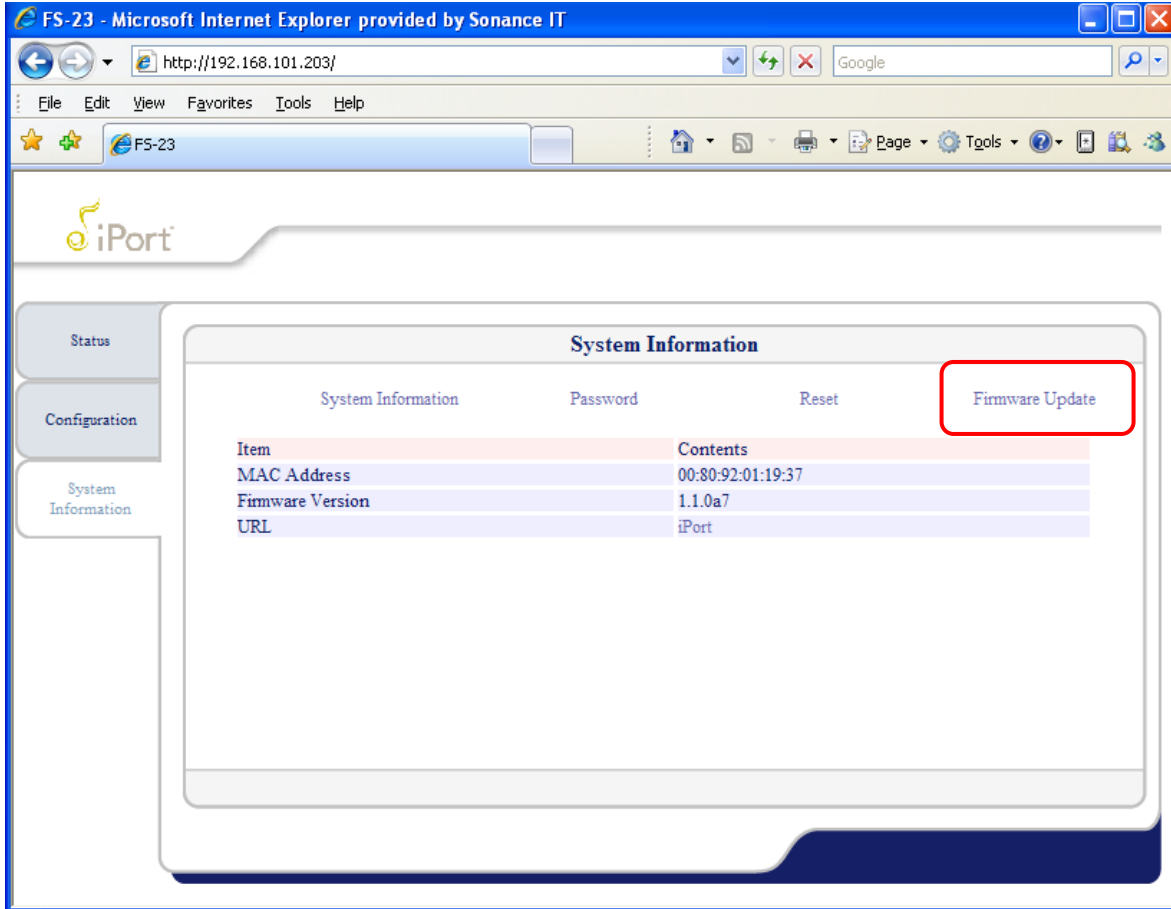 FS-23 - Microsoft Internet Explorer provided by Sonance IT
http://192.168.101.203/
Google
File Edit View Favorites Tools Help
FS-23
Page Tools
iPort
Status
Configuration
System
Information
System Information
System Information Password Reset Firmware Update
Item Contents
MAC Address 00:80:92:01:19:37
Firmware Version 1.1.0a7
URL iPort